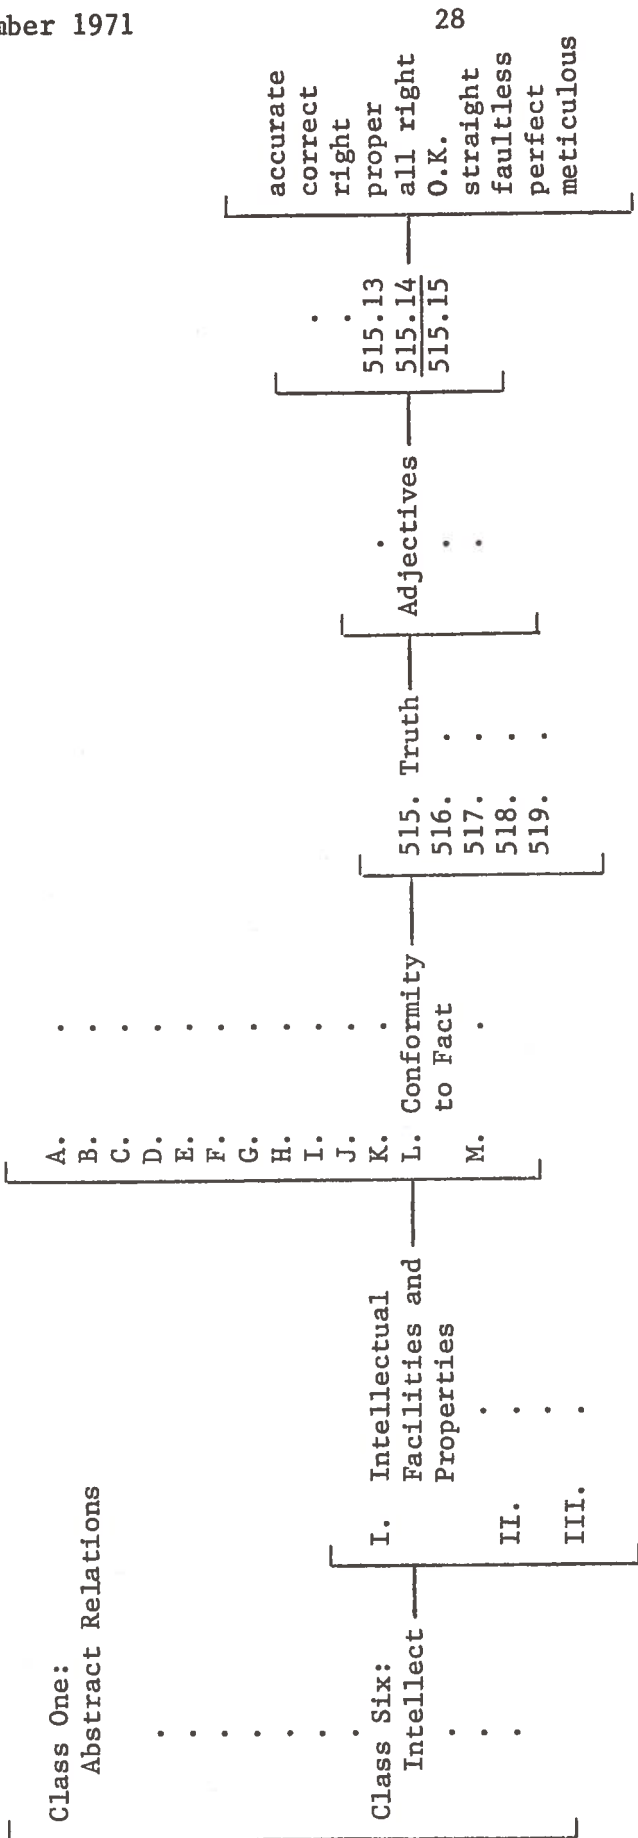 mber 1971
28
Class One:
Abstract Relations
Class Six:
Intellect
I. Intellectual
Facilities and
Properties
II.
III.
A.
B.
C.
D.
E.
F.
G.
H.
I.
J.
K.
L. Conformity
to Fact
M.
515. Truth
516.
517.
518.
519.
Adjectives
515.13
515.14
515.15
accurate
correct
right
proper
all right
O.K.
straight
faultless
perfect
meticulous